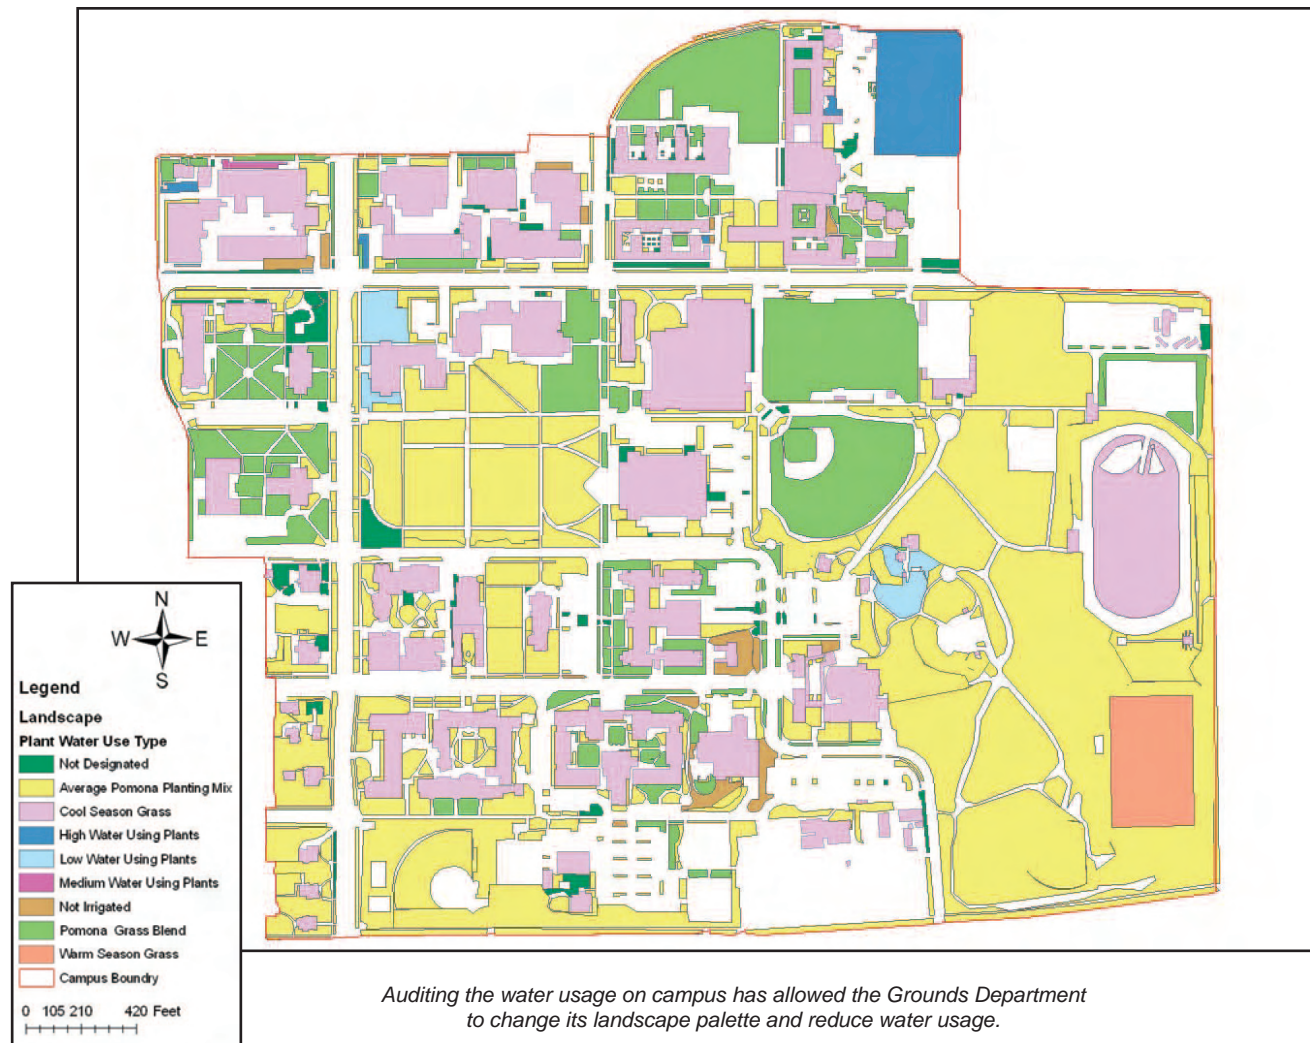 N
W E
S
Legend
Landscape
Plant Water Use Type
Not Designated
Average Pomona Planting Mix
Cool Season Grass
High Water Using Plants
Low Water Using Plants
Medium Water Using Plants
Not Irrigated
Pomona Grass Blend
Warm Season Grass
Campus Boundry
0 105 210 420 Feet
Auditing the water usage on campus has allowed the Grounds Department
to change its landscape palette and reduce water usage.